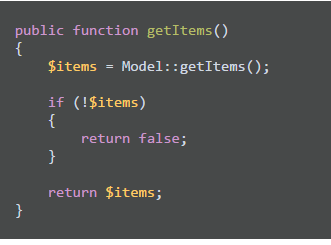 public function getItems()
{
    $items = Model::getItems();

    if (!$items)
    {
        return false;
    }

    return $items;
}